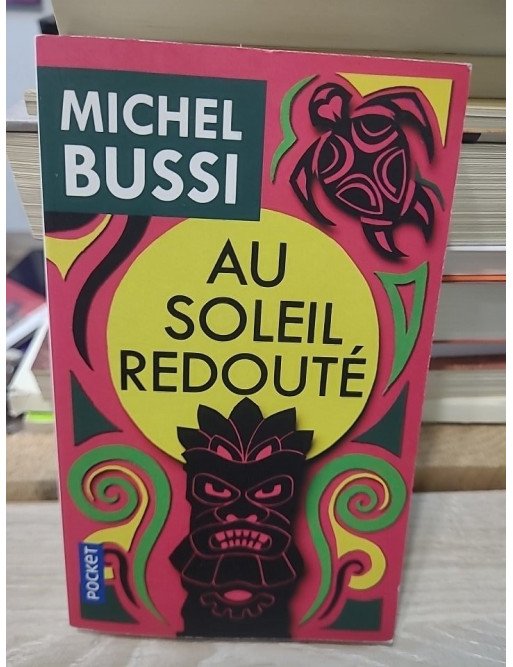 MICHEL
BUSSI
AU
SOLEIL
REDOUTÉ
POCKET